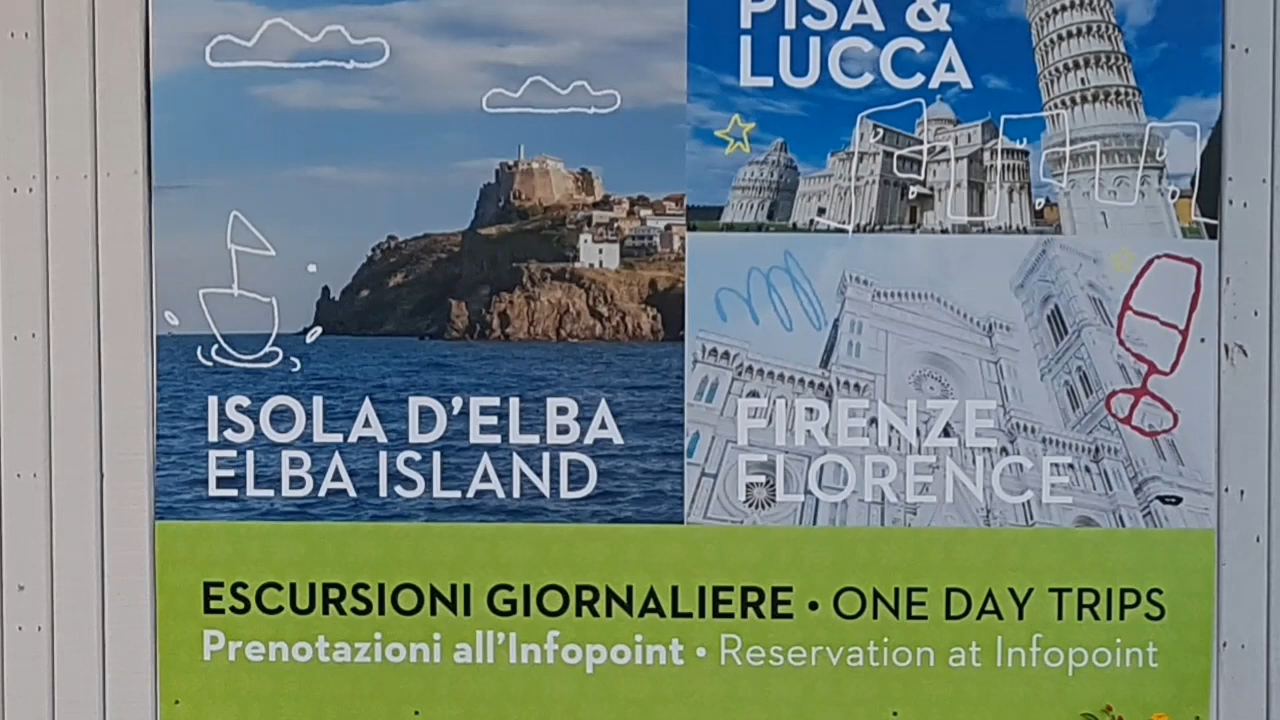 PISA &
LUCCA
ISOLA D'ELBA
ELBA ISLAND
FIRENZE
FLORENCE
ESCURSIONI GIORNALIERE • ONE DAY TRIPS
Prenotazioni all'Infopoint • Reservation at Infopoint